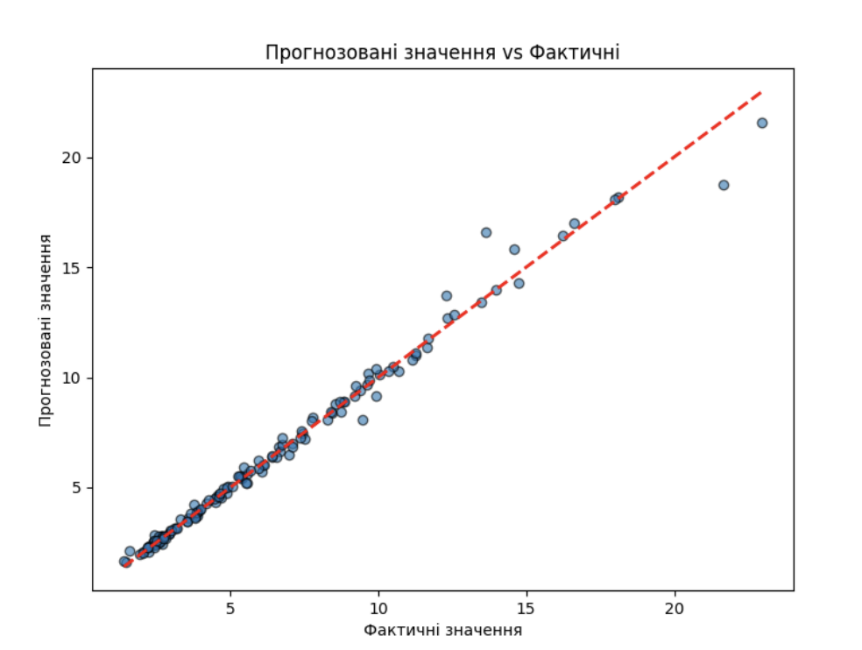 Прогнозовані значення vs Фактичні
20
15
10
5
Прогнозовані значення
5 10 15 20
Фактичні значення